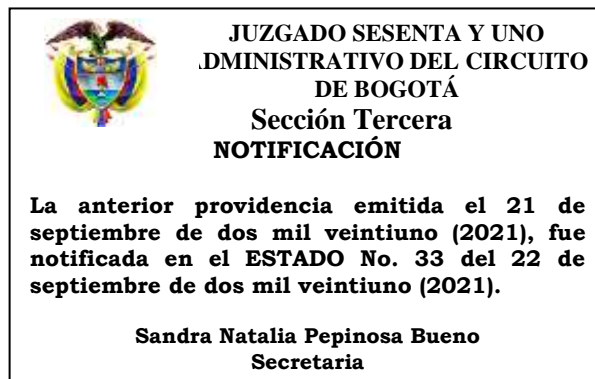 JUZGADO SESENTA Y UNO
.DMINISTRATIVO DEL CIRCUITO
DE BOGOTÁ
Sección Tercera
NOTIFICACIÓN
La anterior providencia emitida el 21 de
septiembre de dos mil veintiuno (2021), fue
notificada en el ESTADO No. 33 del 22 de
septiembre de dos mil veintiuno (2021).
Sandra Natalia Pepinosa Bueno
Secretaria